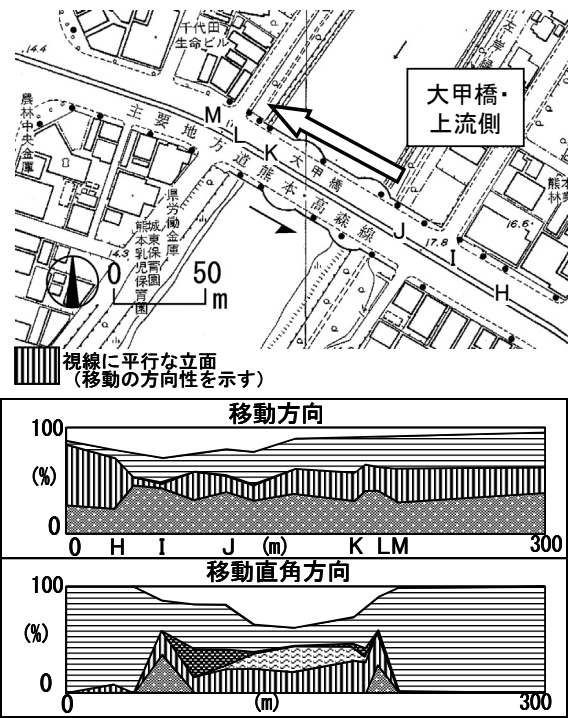 14.4
千代田
生命ビル
左岸線
大甲橋・
上流側
農林
中央金庫
主要地方道熊本高森線
M
L
K
大甲橋
県労働金庫
城東保育園
熊本乳児保育園
14.3
J
17.8
I
H
16.6
熊本
林
0 50
m
視線に平行な立面
（移動の方向性を示す）
移動方向
100
(%)
0
0 H I J (m) K L M 300
移動直角方向
100
(%)
0
0 (m) 300